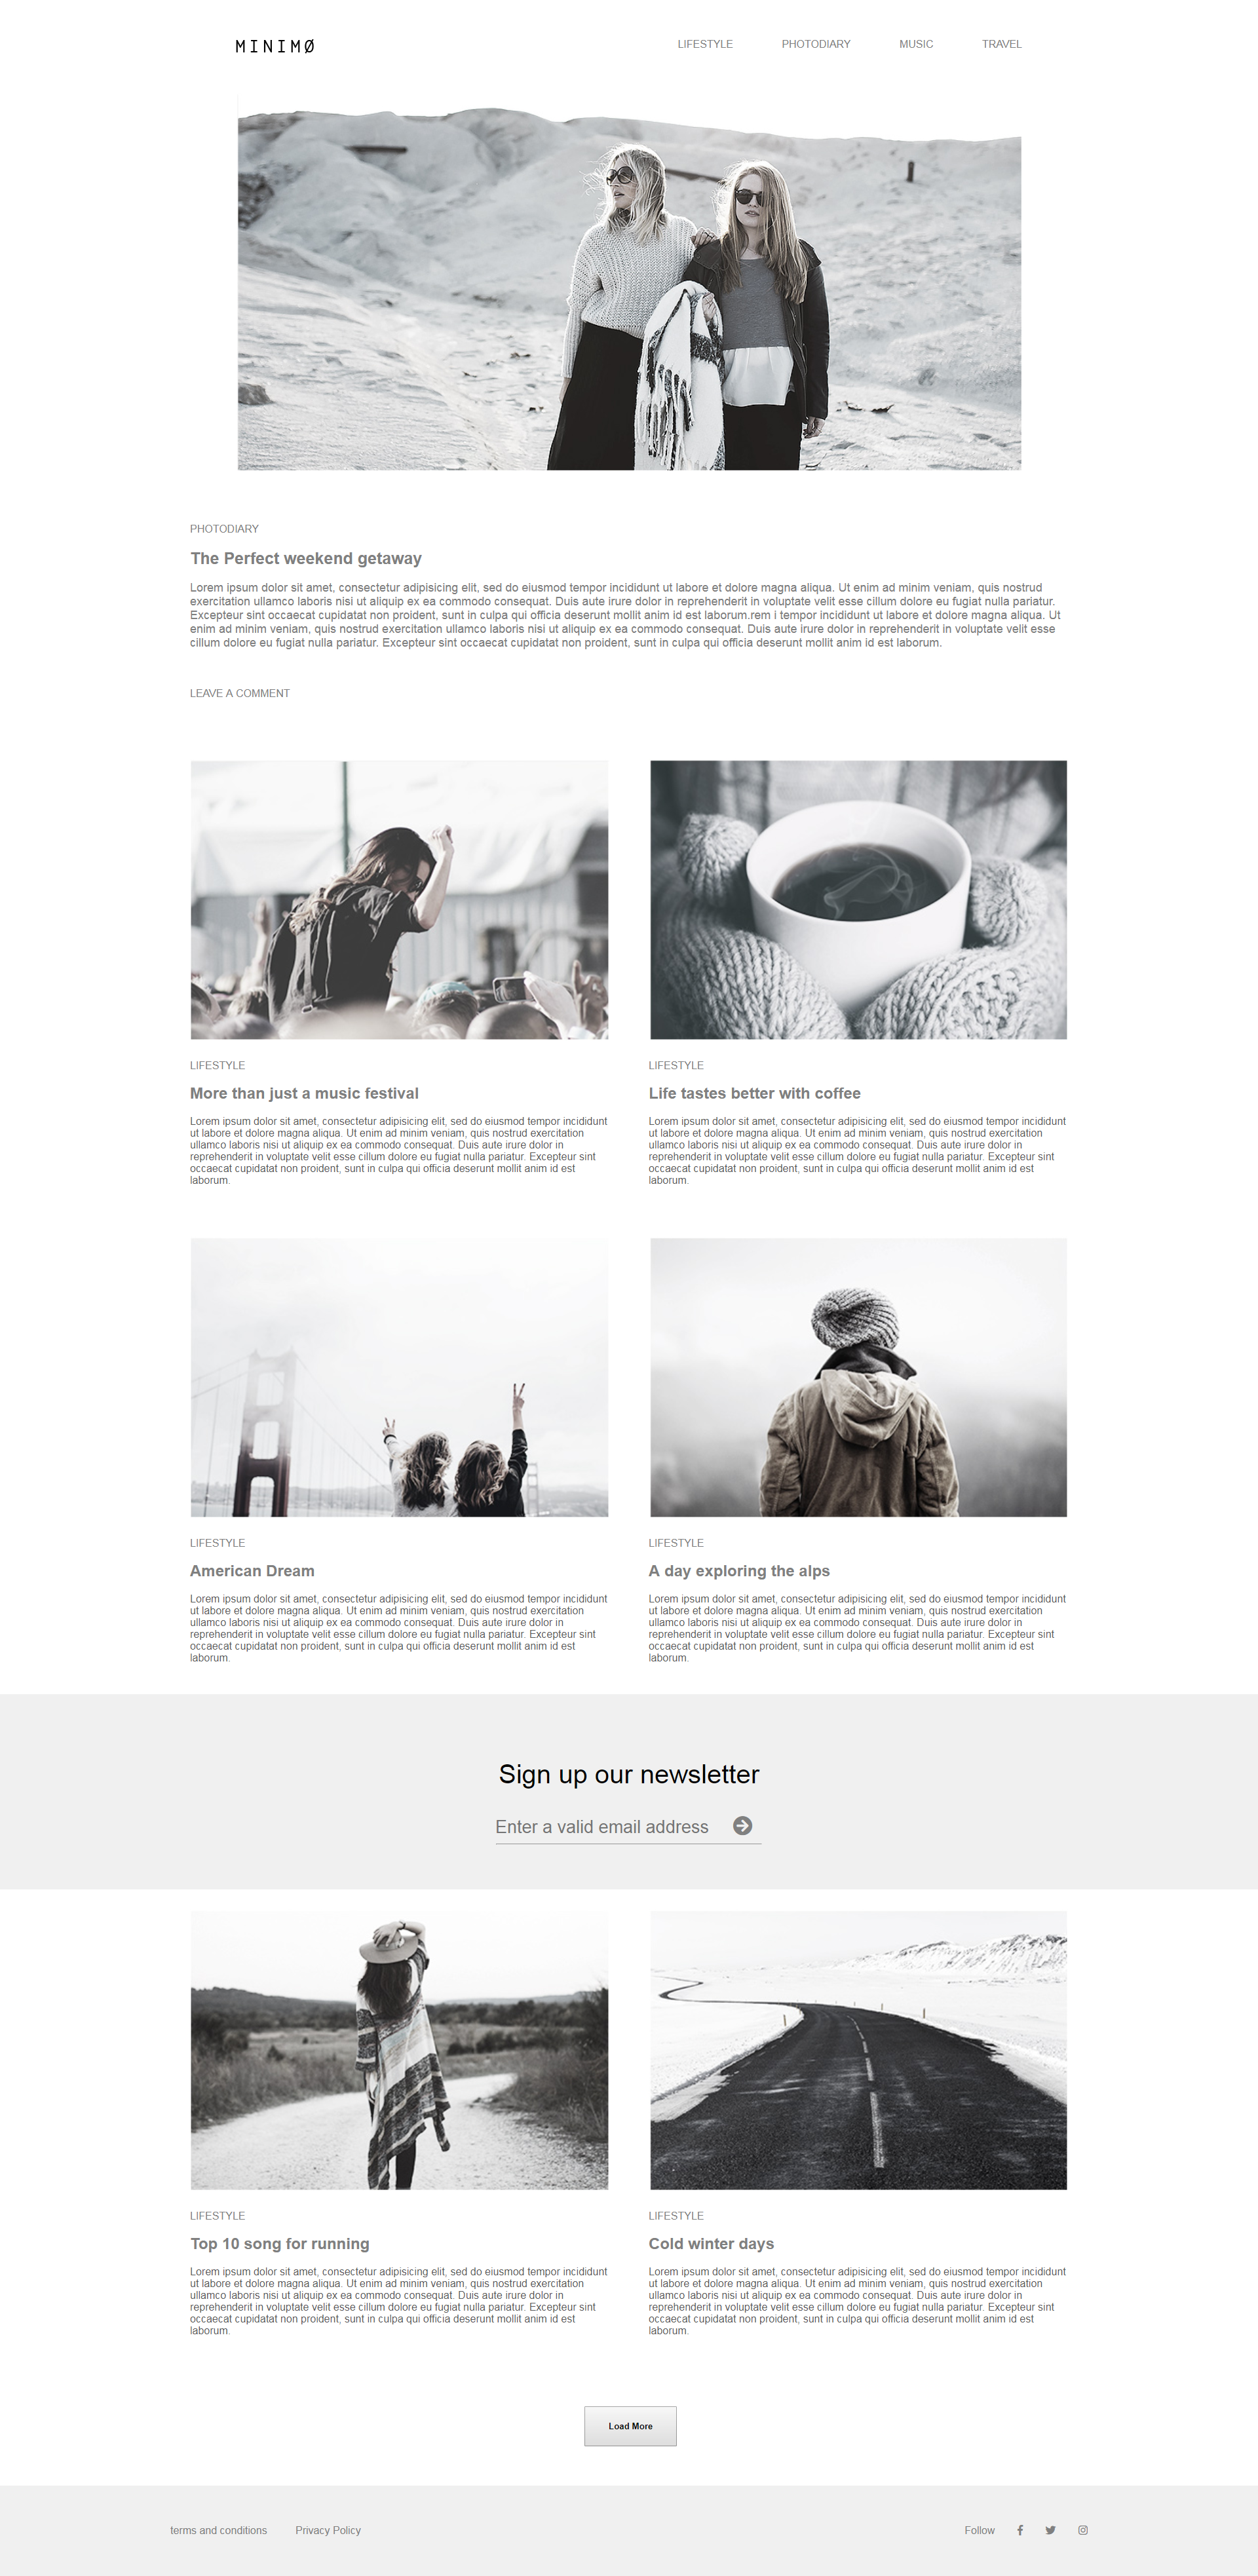 MINIMØ
LIFESTYLE PHOTODIARY MUSIC TRAVEL
PHOTODIARY
The Perfect weekend getaway
Lorem ipsum dolor sit amet, consectetur adipisicing elit, sed do eiusmod tempor incididunt ut labore et dolore magna aliqua. Ut enim ad minim veniam, quis nostrud
exercitation ullamco laboris nisi ut aliquip ex ea commodo consequat. Duis aute irure dolor in reprehenderit in voluptate velit esse cillum dolore eu fugiat nulla pariatur.
Excepteur sint occaecat cupidatat non proident, sunt in culpa qui officia deserunt mollit anim id est laborum.rem i tempor incididunt ut labore et dolore magna aliqua. Ut
enim ad minim veniam, quis nostrud exercitation ullamco laboris nisi ut aliquip ex ea commodo consequat. Duis aute irure dolor in reprehenderit in voluptate velit esse
cillum dolore eu fugiat nulla pariatur. Excepteur sint occaecat cupidatat non proident, sunt in culpa qui officia deserunt mollit anim id est laborum.
LEAVE A COMMENT
LIFESTYLE
More than just a music festival
Lorem ipsum dolor sit amet, consectetur adipisicing elit, sed do eiusmod tempor incididunt
ut labore et dolore magna aliqua. Ut enim ad minim veniam, quis nostrud exercitation
ullamco laboris nisi ut aliquip ex ea commodo consequat. Duis aute irure dolor in
reprehenderit in voluptate velit esse cillum dolore eu fugiat nulla pariatur. Excepteur sint
occaecat cupidatat non proident, sunt in culpa qui officia deserunt mollit anim id est
laborum.
LIFESTYLE
Life tastes better with coffee
Lorem ipsum dolor sit amet, consectetur adipisicing elit, sed do eiusmod tempor incididunt
ut labore et dolore magna aliqua. Ut enim ad minim veniam, quis nostrud exercitation
ullamco laboris nisi ut aliquip ex ea commodo consequat. Duis aute irure dolor in
reprehenderit in voluptate velit esse cillum dolore eu fugiat nulla pariatur. Excepteur sint
occaecat cupidatat non proident, sunt in culpa qui officia deserunt mollit anim id est
laborum.
LIFESTYLE
American Dream
Lorem ipsum dolor sit amet, consectetur adipisicing elit, sed do eiusmod tempor incididunt
ut labore et dolore magna aliqua. Ut enim ad minim veniam, quis nostrud exercitation
ullamco laboris nisi ut aliquip ex ea commodo consequat. Duis aute irure dolor in
reprehenderit in voluptate velit esse cillum dolore eu fugiat nulla pariatur. Excepteur sint
occaecat cupidatat non proident, sunt in culpa qui officia deserunt mollit anim id est
laborum.
LIFESTYLE
A day exploring the alps
Lorem ipsum dolor sit amet, consectetur adipisicing elit, sed do eiusmod tempor incididunt
ut labore et dolore magna aliqua. Ut enim ad minim veniam, quis nostrud exercitation
ullamco laboris nisi ut aliquip ex ea commodo consequat. Duis aute irure dolor in
reprehenderit in voluptate velit esse cillum dolore eu fugiat nulla pariatur. Excepteur sint
occaecat cupidatat non proident, sunt in culpa qui officia deserunt mollit anim id est
laborum.
Sign up our newsletter
Enter a valid email address
LIFESTYLE
Top 10 song for running
Lorem ipsum dolor sit amet, consectetur adipisicing elit, sed do eiusmod tempor incididunt
ut labore et dolore magna aliqua. Ut enim ad minim veniam, quis nostrud exercitation
ullamco laboris nisi ut aliquip ex ea commodo consequat. Duis aute irure dolor in
reprehenderit in voluptate velit esse cillum dolore eu fugiat nulla pariatur. Excepteur sint
occaecat cupidatat non proident, sunt in culpa qui officia deserunt mollit anim id est
laborum.
LIFESTYLE
Cold winter days
Lorem ipsum dolor sit amet, consectetur adipisicing elit, sed do eiusmod tempor incididunt
ut labore et dolore magna aliqua. Ut enim ad minim veniam, quis nostrud exercitation
ullamco laboris nisi ut aliquip ex ea commodo consequat. Duis aute irure dolor in
reprehenderit in voluptate velit esse cillum dolore eu fugiat nulla pariatur. Excepteur sint
occaecat cupidatat non proident, sunt in culpa qui officia deserunt mollit anim id est
laborum.
Load More
terms and conditions Privacy Policy Follow